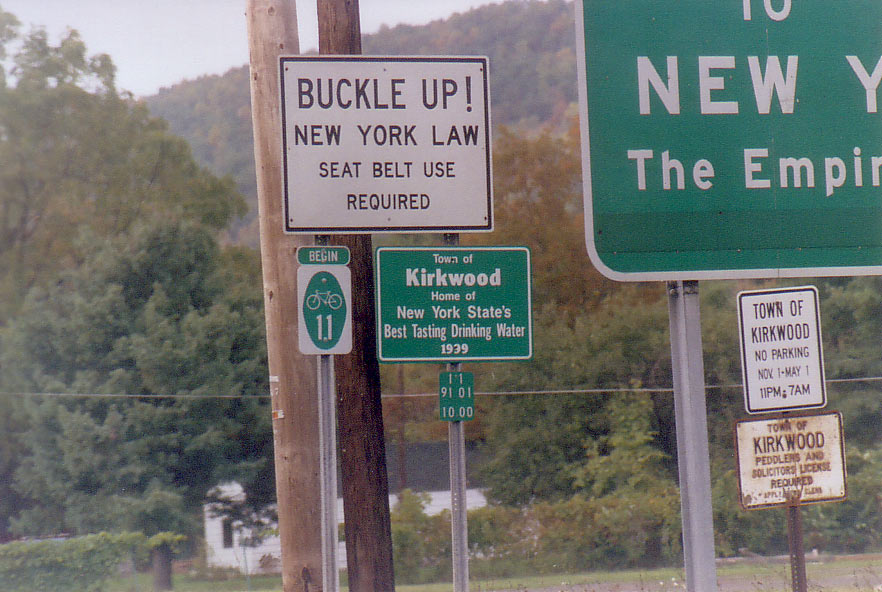 BUCKLE UP!
NEW YORK LAW
SEAT BELT USE
REQUIRED
BEGIN
11
Town of
Kirkwood
Home of
New York State's
Best Tasting Drinking Water
1939
11
91 01
10 00
TO
NEW Y
The Empir
TOWN OF
KIRKWOOD
NO PARKING
NOV. 1-MAY 1
11PM-7AM
TOWN OF
KIRKWOOD
PEDDLERS AND
SOLICITORS LICENSE
REQUIRED
CLERK